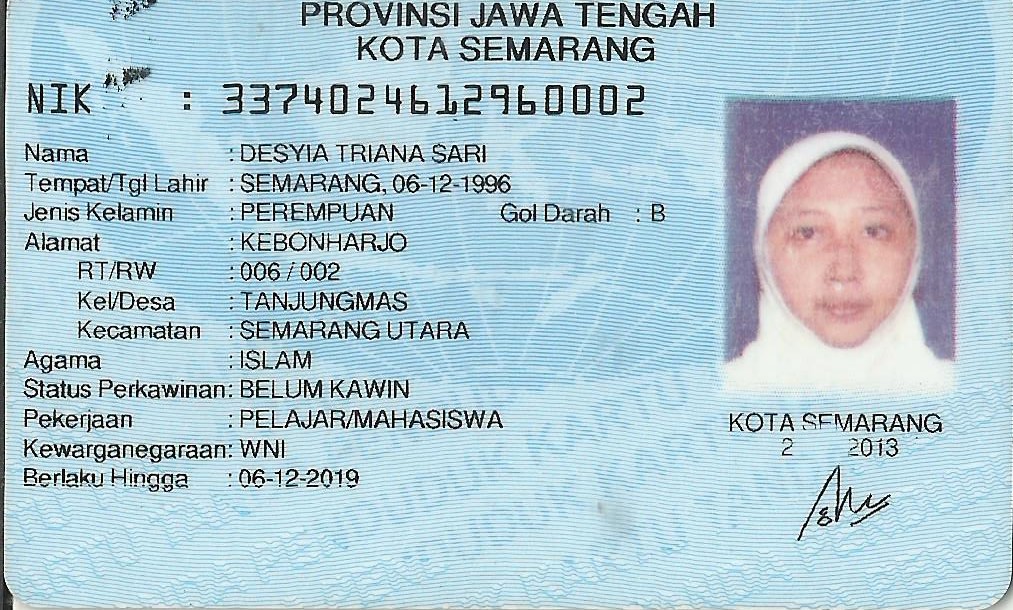 PROVINSI JAWA TENGAH
KOTA SEMARANG
NIK : 3374024612960002
Nama : DESYIA TRIANA SARI
Tempat/Tgl Lahir : SEMARANG, 06-12-1996
Jenis Kelamin : PEREMPUAN Gol Darah : B
Alamat : KEBONHARJO
RT/RW : 006 / 002
Kel/Desa : TANJUNGMAS
Kecamatan : SEMARANG UTARA
Agama : ISLAM
Status Perkawinan: BELUM KAWIN
Pekerjaan : PELAJAR/MAHASISWA
Kewarganegaraan: WNI
Berlaku Hingga : 06-12-2019
KOTA SEMARANG
2 2013